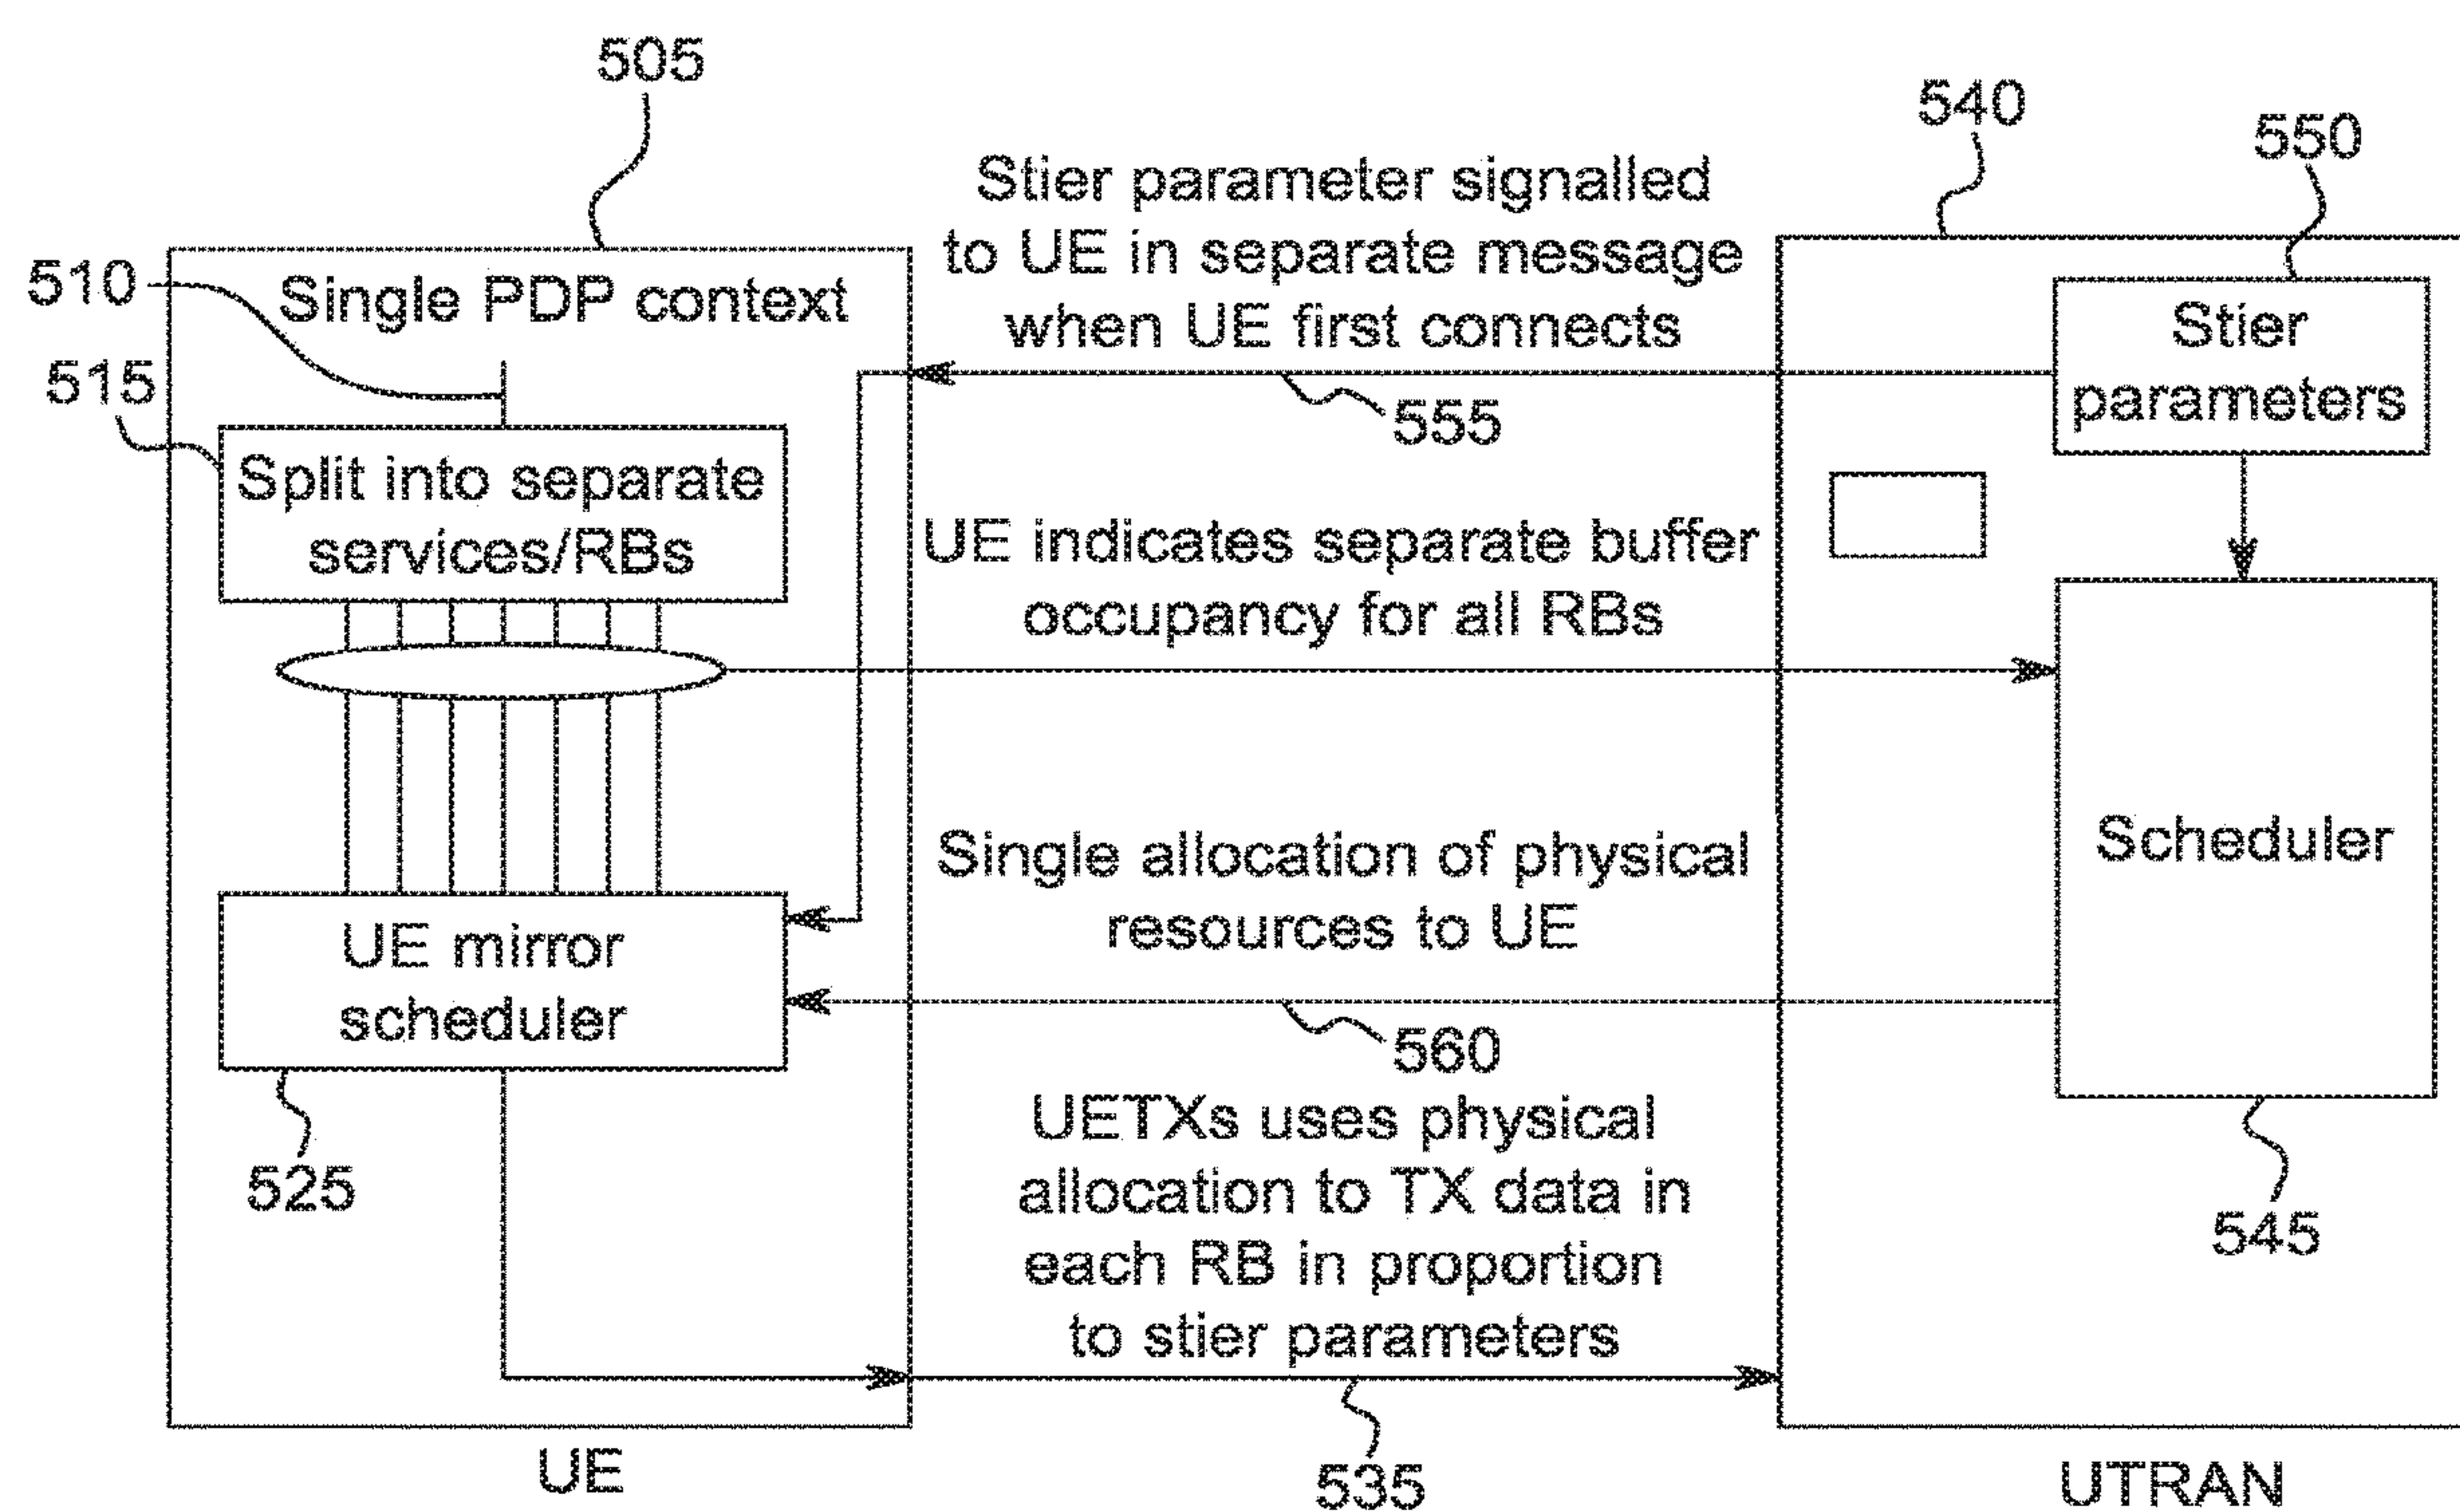 505
540
550
510
Single PDP context
Stier parameter signalled
to UE in separate message
when UE first connects
Stier
parameters
515
555
Split into separate
services/RBs
UE indicates separate buffer
occupancy for all RBs
Single allocation of physical
resources to UE
Scheduler
UE mirror
scheduler
560
UETXs uses physical
allocation to TX data in
each RB in proportion
to stier parameters
525
545
535
UE
UTRAN